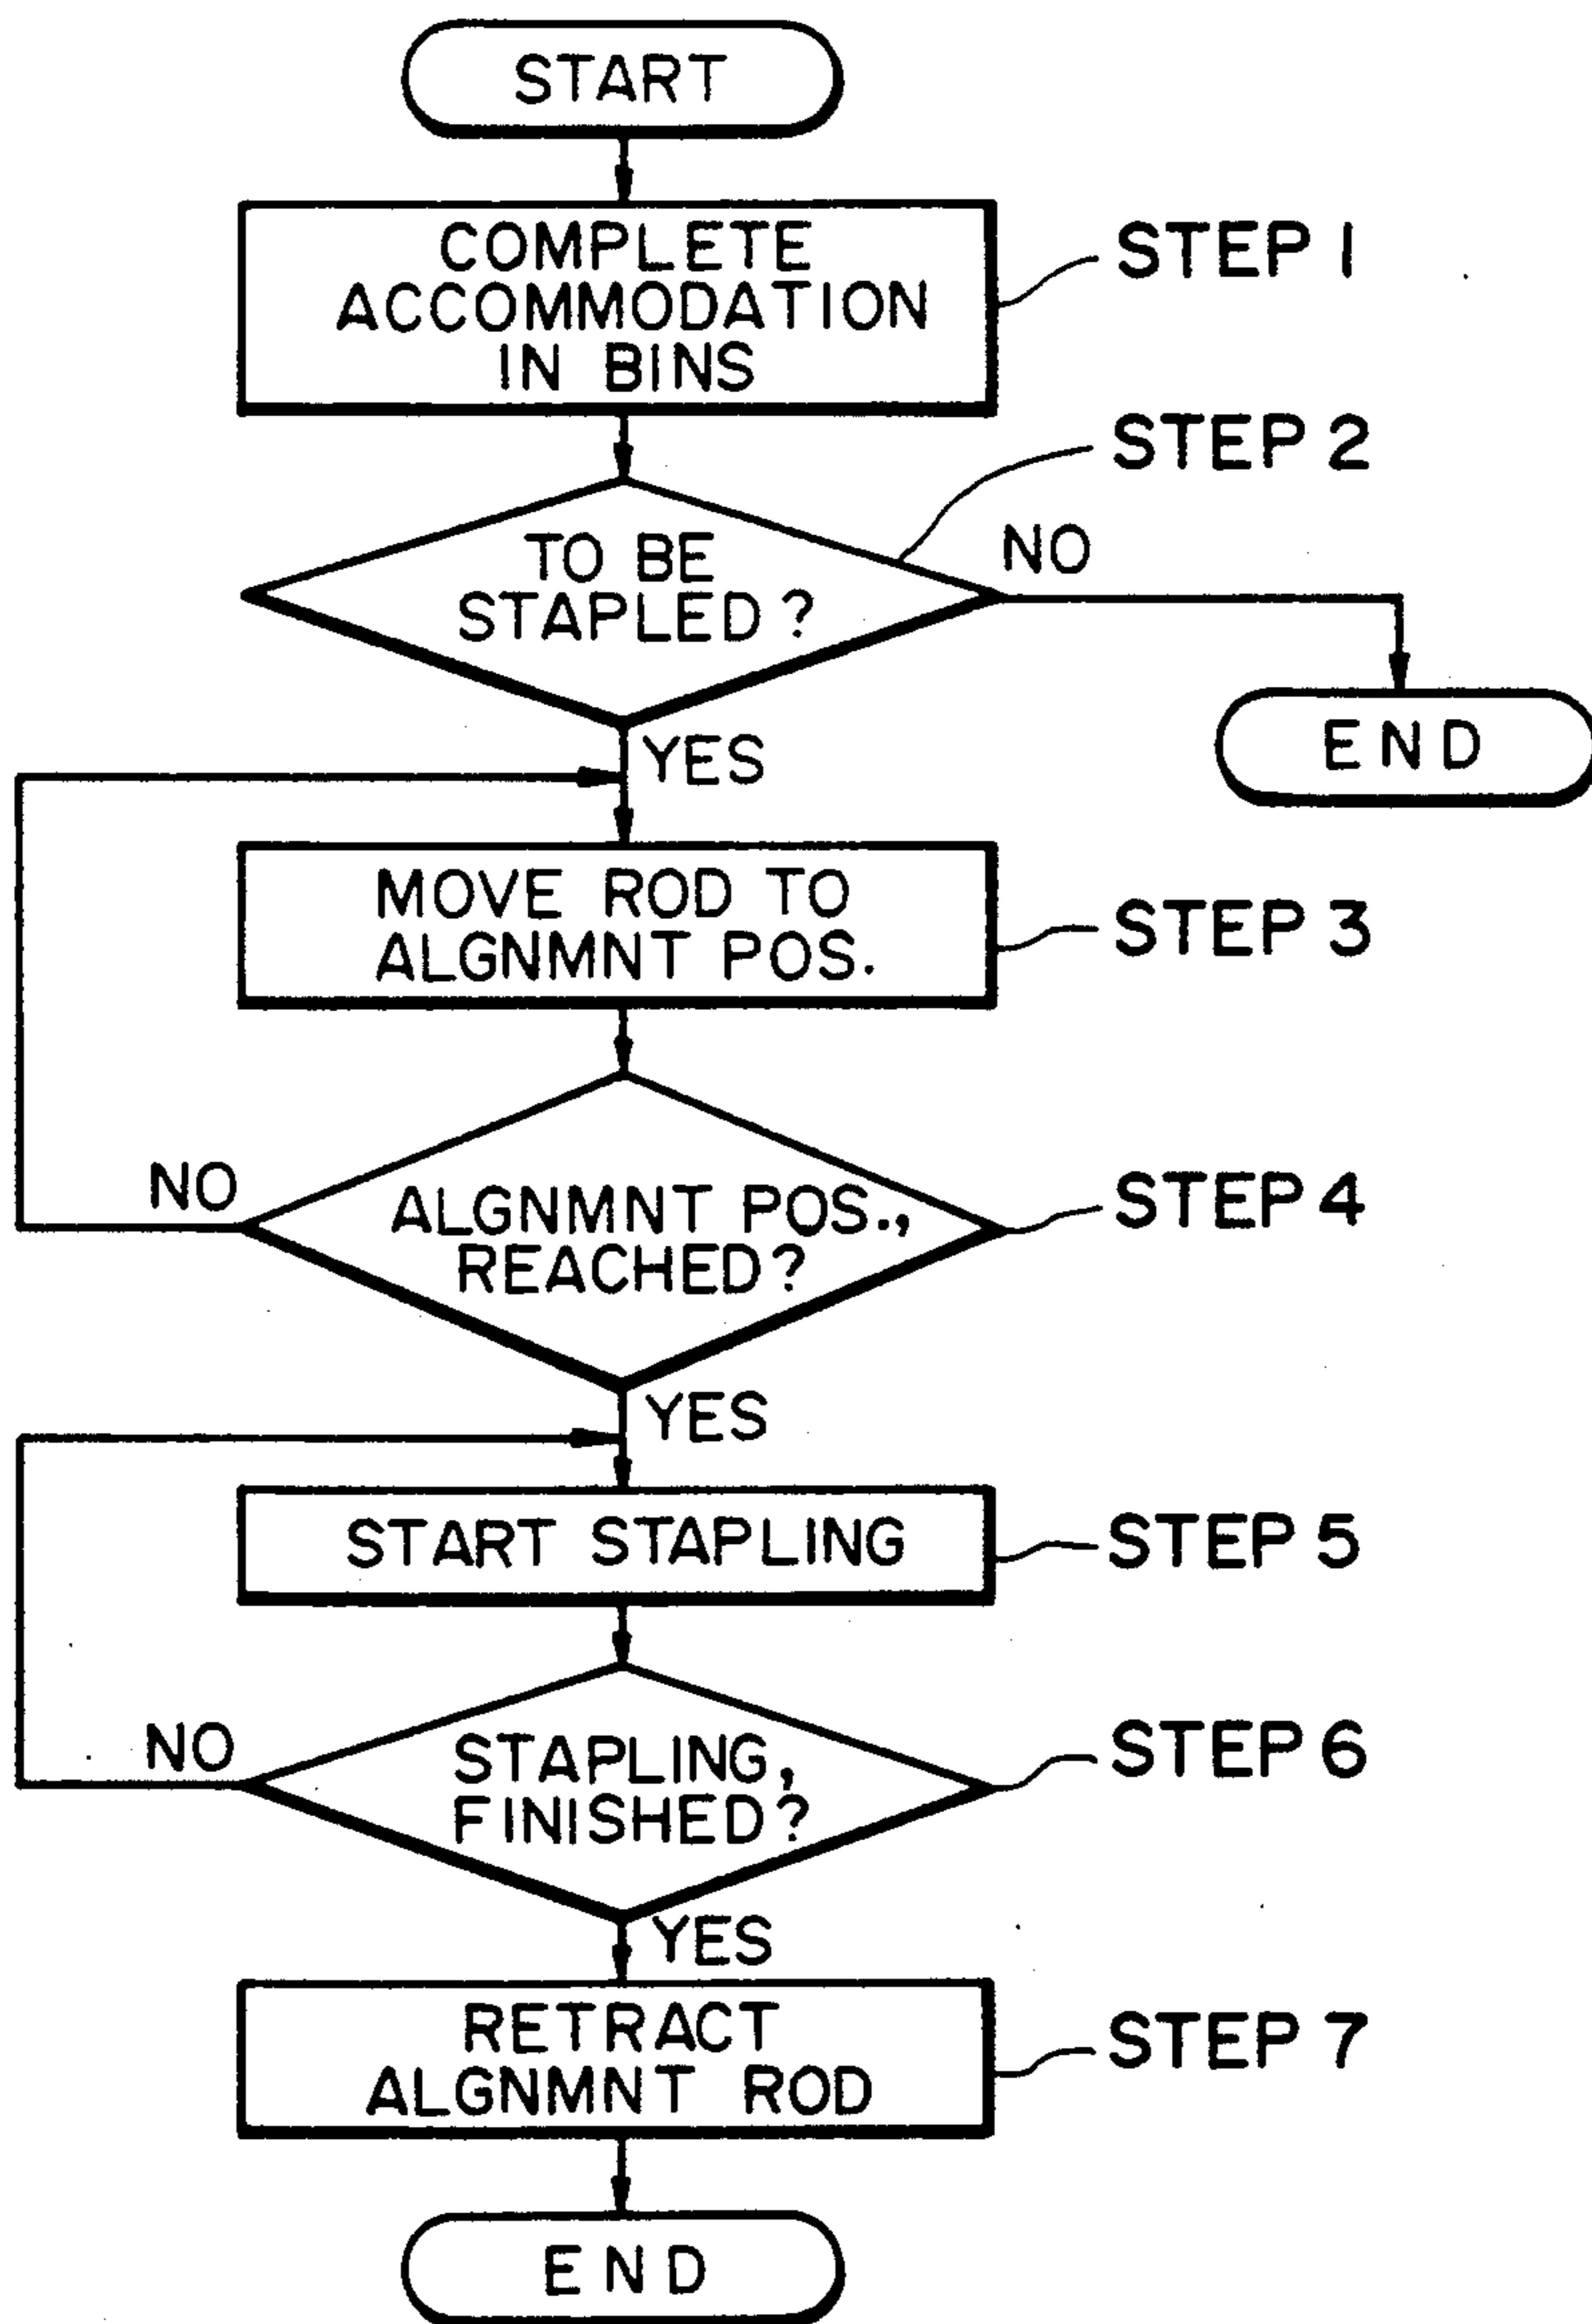 START
COMPLETE
ACCOMMODATION
IN BINS
STEP 1
STEP 2
TO BE
STAPLED?
NO
END
YES
MOVE ROD TO
ALGNMNT POS.
STEP 3
NO
ALGNMNT POS.,
REACHED?
STEP 4
YES
START STAPLING
STEP 5
NO
STAPLING,
FINISHED?
STEP 6
YES
RETRACT
ALGNMNT ROD
STEP 7
END